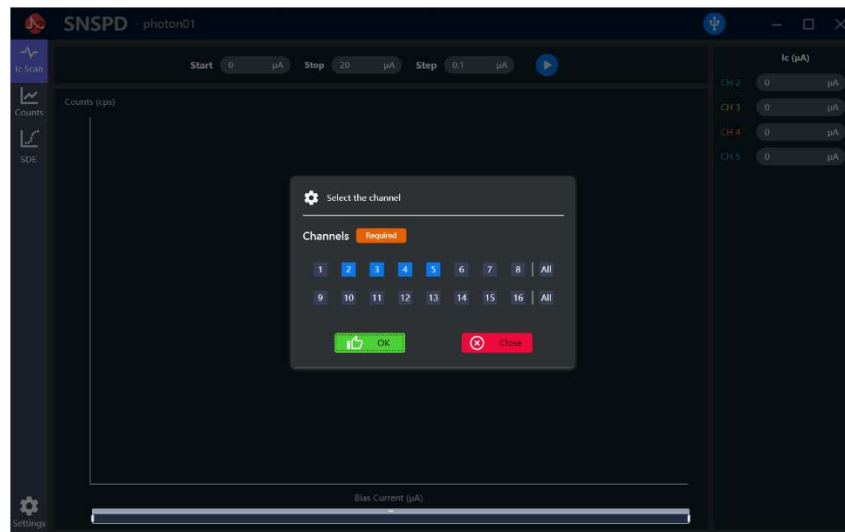 SNSPD · photon01
Ic Scan
Counts
SDE
Settings
Start 0 μA Stop 20 μA Step 0.1 μA
Counts (cps)
Bias Current (μA)
Ic (μA)
CH 2 0 μA
CH 3 0 μA
CH 4 0 μA
CH 5 0 μA
Select the channel
Channels Required
1 2 3 4 5 6 7 8 | All
9 10 11 12 13 14 15 16 | All
OK Close